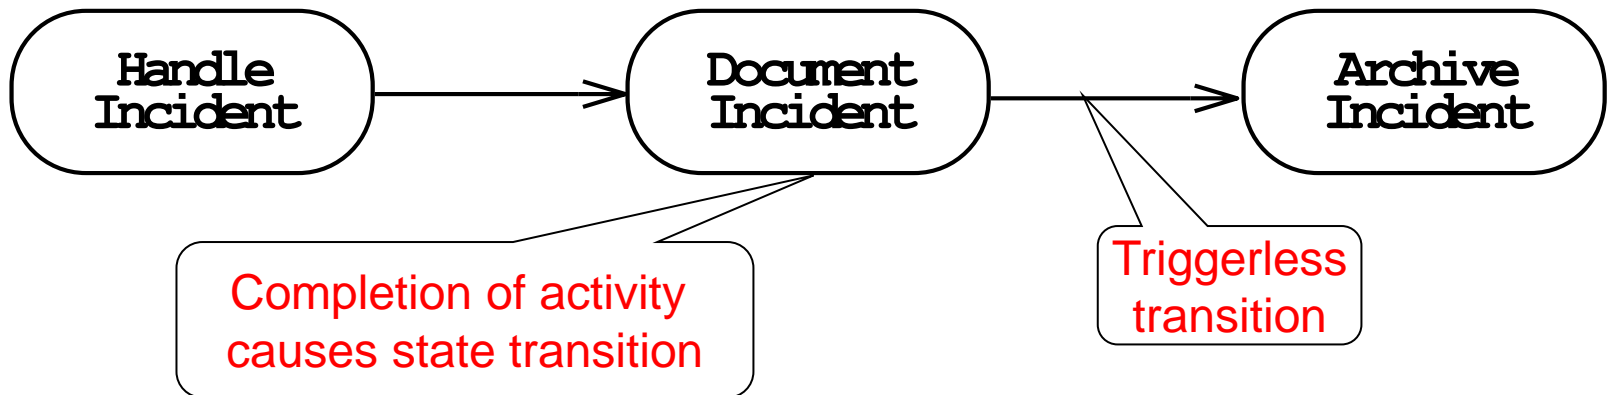 Handle
Incident
Document
Incident
Archive
Incident
Completion of activity
causes state transition
Triggerless
transition